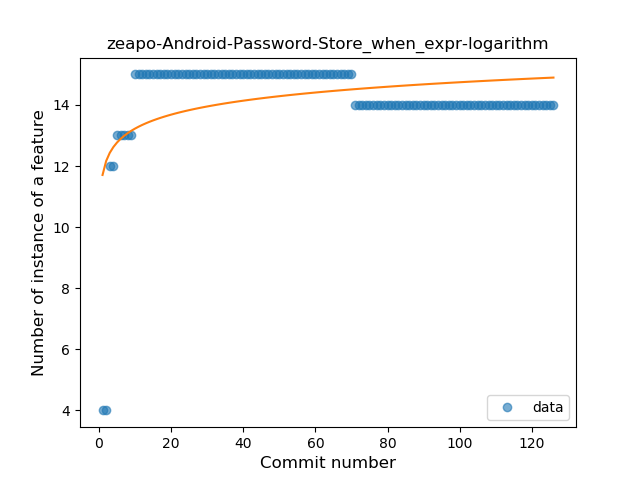 zeapo-Android-Password-Store_when_expr-logarithm
Number of instance of a feature
14
12
10
8
6
4
0 20 40 60 80 100 120
Commit number
data